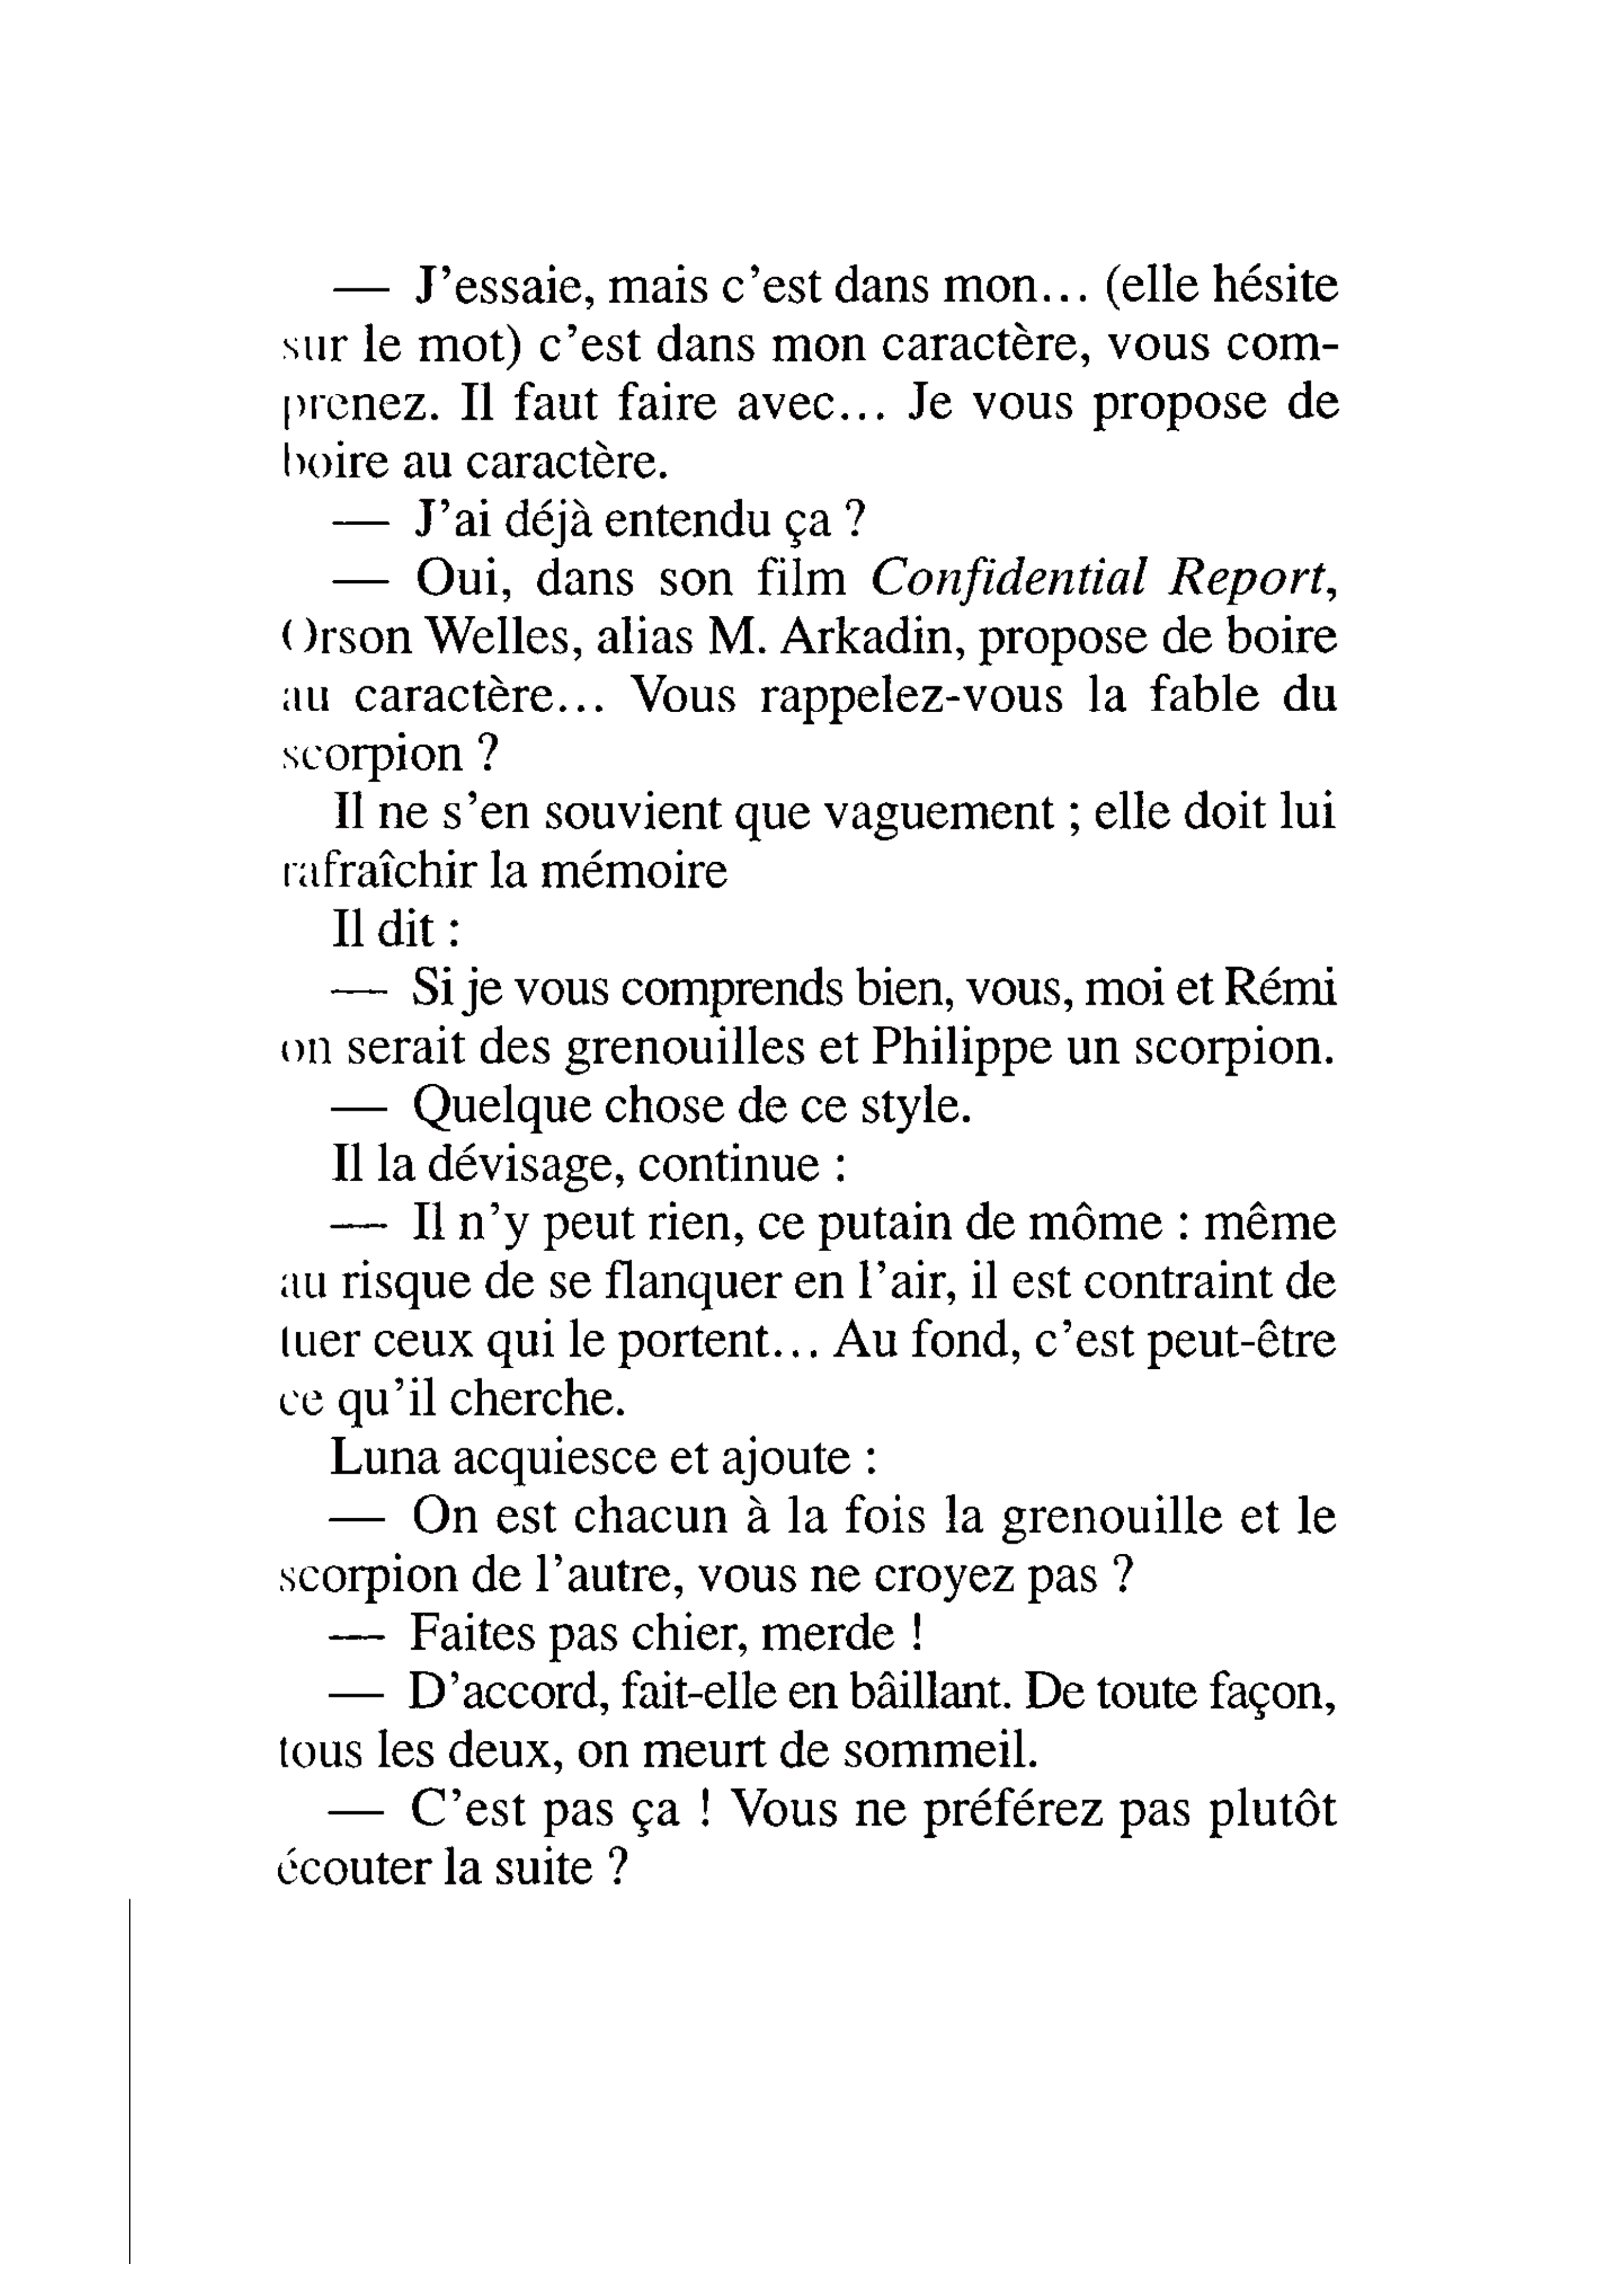 — J’essaie, mais c’est dans mon... (elle hésite
sur le mot) c’est dans mon caractère, vous com-
prenez. Il faut faire avec... Je vous propose de
boire au caractère.
— J’ai déjà entendu ça ?
— Oui, dans son film Confidential Report,
Orson Welles, alias M. Arkadin, propose de boire
au caractère... Vous rappelez-vous la fable du
scorpion ?
Il ne s’en souvient que vaguement ; elle doit lui
rafraîchir la mémoire
Il dit :
— Si je vous comprends bien, vous, moi et Rémi
on serait des grenouilles et Philippe un scorpion.
— Quelque chose de ce style.
Il la dévisage, continue :
— Il n’y peut rien, ce putain de môme : même
au risque de se flanquer en l’air, il est contraint de
tuer ceux qui le portent... Au fond, c’est peut-être
ce qu’il cherche.
Luna acquiesce et ajoute :
— On est chacun à la fois la grenouille et le
scorpion de l’autre, vous ne croyez pas ?
— Faites pas chier, merde !
— D’accord, fait-elle en bâillant. De toute façon,
tous les deux, on meurt de sommeil.
— C’est pas ça ! Vous ne préférez pas plutôt
écouter la suite ?